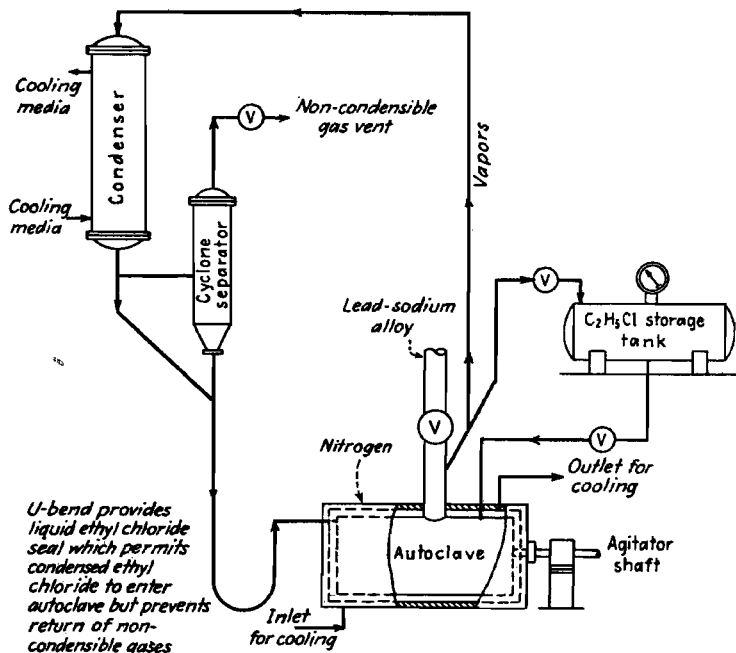 Cooling
media
Condenser
Cooling
media
Non-condensible
gas vent
V
Cyclone
separator
Vapors
Lead-sodium
alloy
V
V
C₂H₅Cl storage
tank
V
Nitrogen
Outlet for
cooling
Autoclave
Agitator
shaft
Inlet
for cooling
U-bend provides
liquid ethyl chloride
seal which permits
condensed ethyl
chloride to enter
autoclave but prevents
return of non-
condensible gases